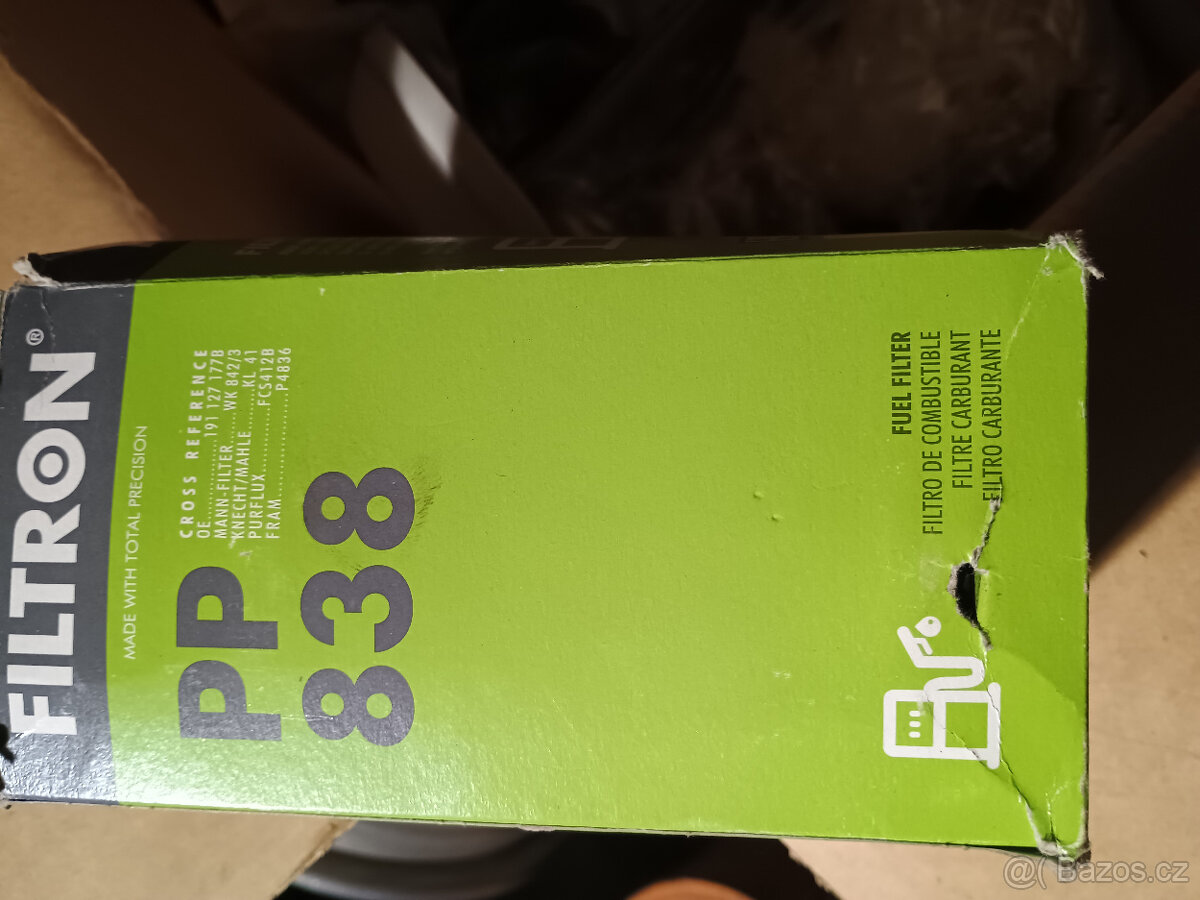 FILTRON®
MADE WITH TOTAL PRECISION
PP
838
CROSS REFERENCE
OE..............191 127 177B
MANN-FILTER.......WK 842/3
KNECHT/MAHLE........KL 41
PURFLUX.............FCS412B
FRAM....................P4836
FUEL FILTER
FILTRO DE COMBUSTIBLE
FILTRE CARBURANT
FILTRO CARBURANTE
@( Bazos.cz